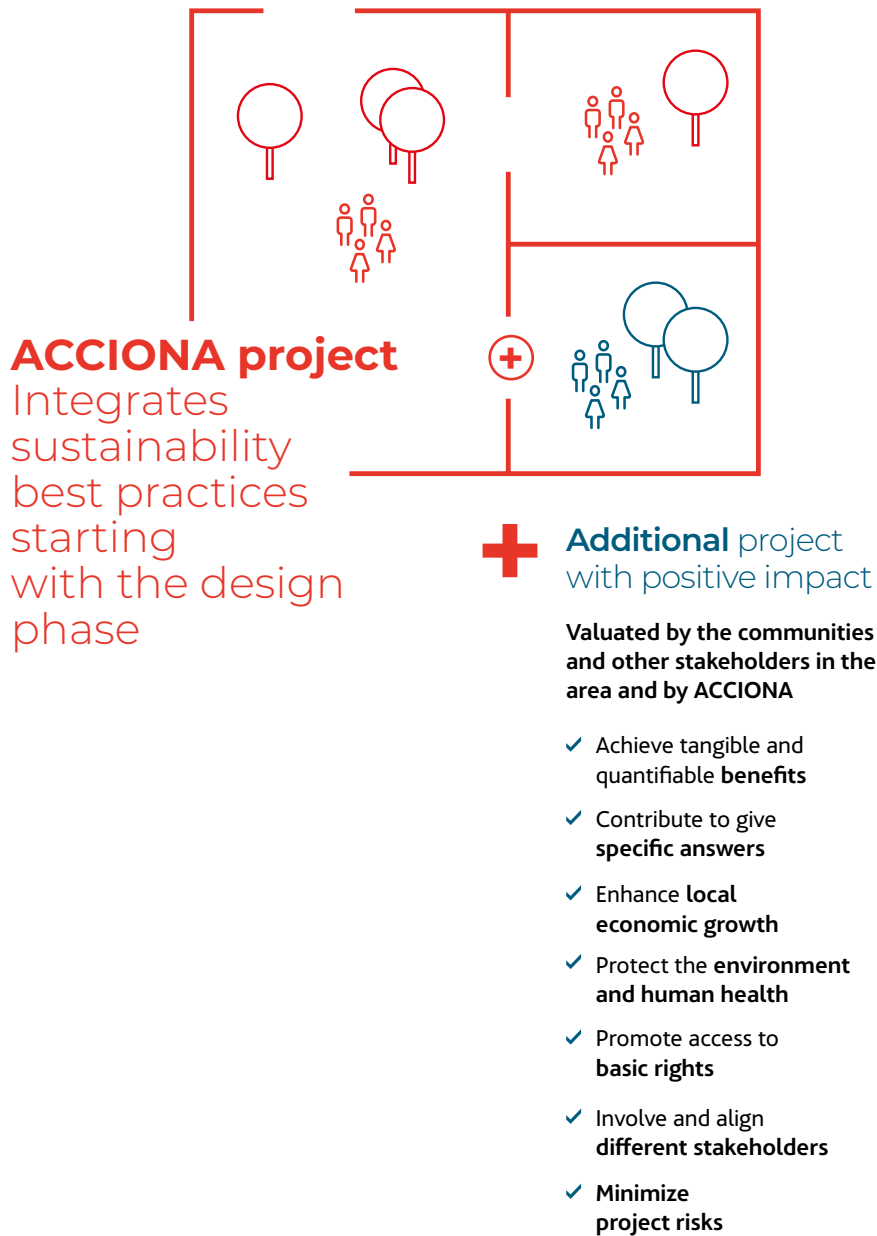 ACCIONA project
Integrates
sustainability
best practices
starting
with the design
phase
Additional project
with positive impact
Valuated by the communities
and other stakeholders in the
area and by ACCIONA
Achieve tangible and
quantifiable benefits
Contribute to give
specific answers
Enhance local
economic growth
Protect the environment
and human health
Promote access to
basic rights
Involve and align
different stakeholders
Minimize
project risks